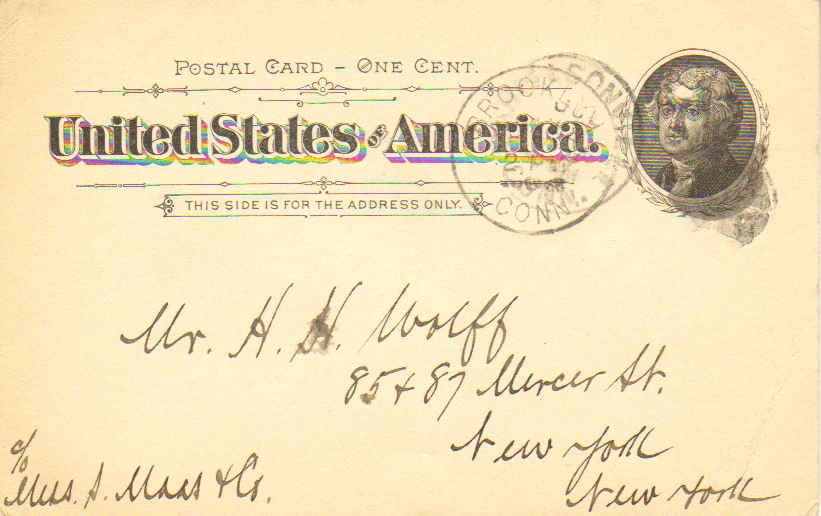 POSTAL CARD - ONE CENT.
United States of America.
THIS SIDE IS FOR THE ADDRESS ONLY.
CONN.
Mr. H. H. Wolff
85 & 87 Mercer St.
New York
New York
c/o
Mess. S. Maas & Co.